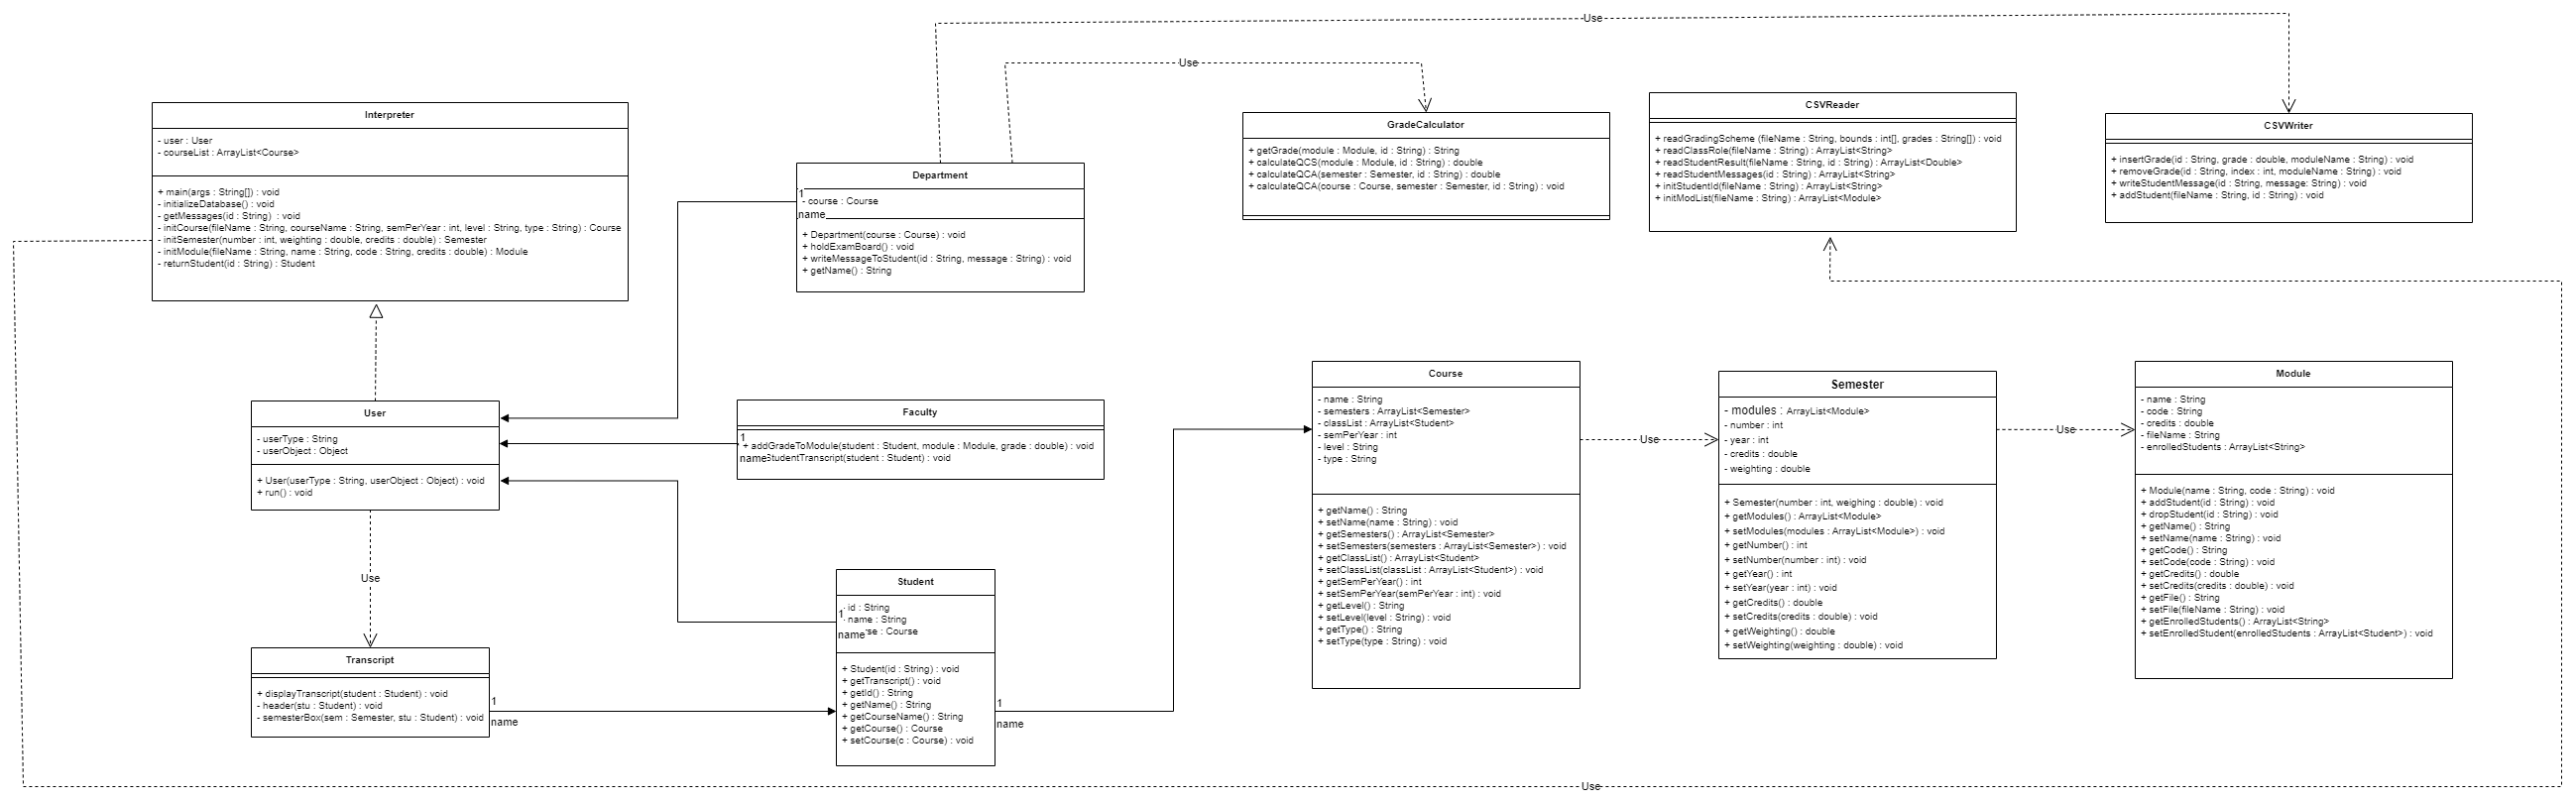 Use
Use
Interpreter
- user : User
- courseList : ArrayList<Course>
+ main(args : String[]) : void
- initializeDatabase() : void
- getMessages(id : String)  : void
- initCourse(fileName : String, courseName : String, semPerYear : int, level : String, type : String) : Course
- initSemester(number : int, weighting : double, credits : double) : Semester
- initModule(fileName : String, name : String, code : String, credits : double) : Module
- returnStudent(id : String) : Student
Department
1
- course : Course
name
+ Department(course : Course) : void
+ holdExamBoard() : void
+ writeMessageToStudent(id : String, message : String) : void
+ getName() : String
GradeCalculator
+ getGrade(module : Module, id : String) : String
+ calculateQCS(module : Module, id : String) : double
+ calculateQCA(semester : Semester, id : String) : double
+ calculateQCA(course : Course, semester : Semester, id : String) : void
CSVReader
+ readGradingScheme (fileName : String, bounds : int[], grades : String[]) : void
+ readClassRole(fileName : String) : ArrayList<String>
+ readStudentResult(fileName : String, id : String) : ArrayList<Double>
+ readStudentMessages(id : String) : ArrayList<String>
+ initStudentId(fileName : String) : ArrayList<String>
+ initModList(fileName : String) : ArrayList<Module>
CSVWriter
+ insertGrade(id : String, grade : double, moduleName : String) : void
+ removeGrade(id : String, index : int, moduleName : String) : void
+ writeStudentMessage(id : String, message: String) : void
+ addStudent(fileName : String, id : String) : void
User
- userType : String
- userObject : Object
+ User(userType : String, userObject : Object) : void
+ run() : void
Faculty
1
+ addGradeToModule(student : Student, module : Module, grade : double) : void
name
StudentTranscript(student : Student) : void
Course
- name : String
- semesters : ArrayList<Semester>
- classList : ArrayList<Student>
- semPerYear : int
- level : String
- type : String
+ getName() : String
+ setName(name : String) : void
+ getSemesters() : ArrayList<Semester>
+ setSemesters(semesters : ArrayList<Semester>) : void
+ getClassList() : ArrayList<Student>
+ setClassList(classList : ArrayList<Student>) : void
+ getSemPerYear() : int
+ setSemPerYear(semPerYear : int) : void
+ getLevel() : String
+ setLevel(level : String) : void
+ getType() : String
+ setType(type : String) : void
Use
Semester
- modules : ArrayList<Module>
- number : int
- year : int
- credits : double
- weighting : double
+ Semester(number : int, weighing : double) : void
+ getModules() : ArrayList<Module>
+ setModules(modules : ArrayList<Module>) : void
+ getNumber() : int
+ setNumber(number : int) : void
+ getYear() : int
+ setYear(year : int) : void
+ getCredits() : double
+ setCredits(credits : double) : void
+ getWeighting() : double
+ setWeighting(weighting : double) : void
Use
Module
- name : String
- code : String
- credits : double
- fileName : String
- enrolledStudents : ArrayList<String>
+ Module(name : String, code : String) : void
+ addStudent(id : String) : void
+ dropStudent(id : String) : void
+ getName() : String
+ setName(name : String) : void
+ getCode() : String
+ setCode(code : String) : void
+ getCredits() : double
+ setCredits(credits : double) : void
+ getFile() : String
+ setFile(fileName : String) : void
+ getEnrolledStudents() : ArrayList<String>
+ setEnrolledStudent(enrolledStudents : ArrayList<Student>) : void
Use
Student
id : String
1
name : String
name
se : Course
+ Student(id : String) : void
+ getTranscript() : void
+ getId() : String
+ getName() : String
+ getCourseName() : String
+ getCourse() : Course
+ setCourse(c : Course) : void
1
name
Transcript
+ displayTranscript(student : Student) : void
- header(stu : Student) : void
- semesterBox(sem : Semester, stu : Student) : void
1
name
Use